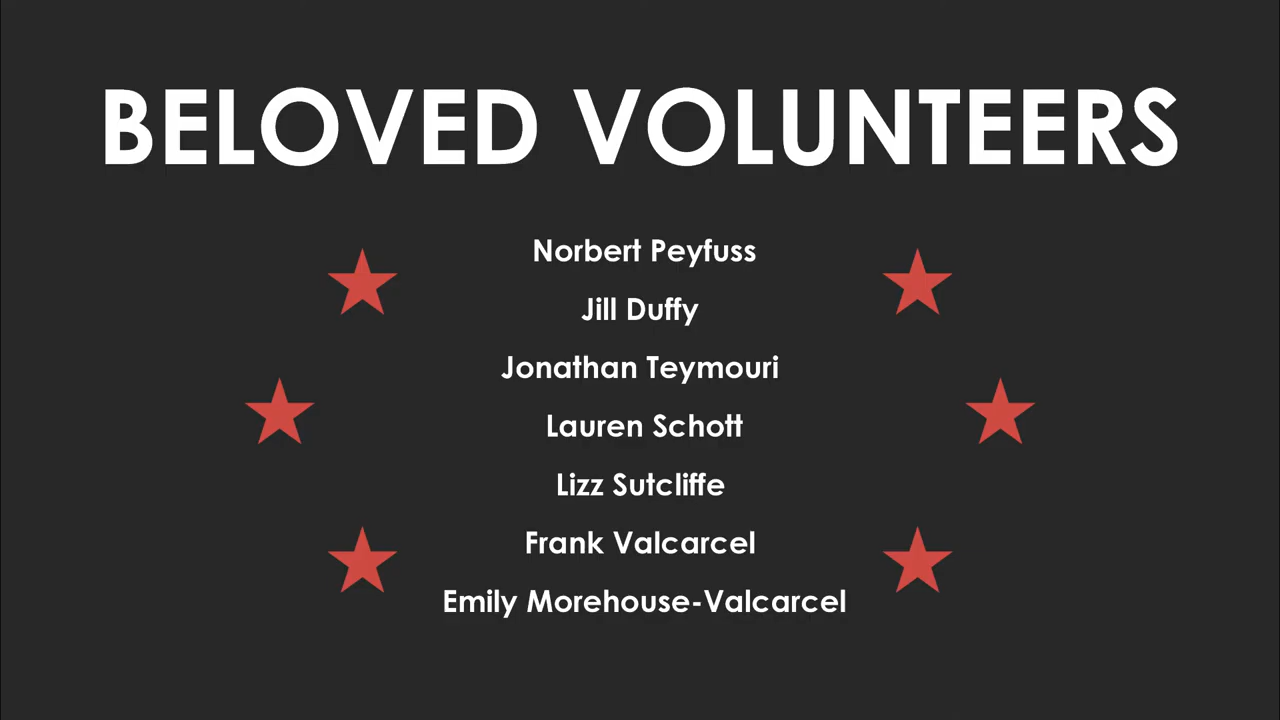 BELOVED VOLUNTEERS
Norbert Peyfuss
Jill Duffy
Jonathan Teymouri
Lauren Schott
Lizz Sutcliffe
Frank Valcarcel
Emily Morehouse-Valcarcel